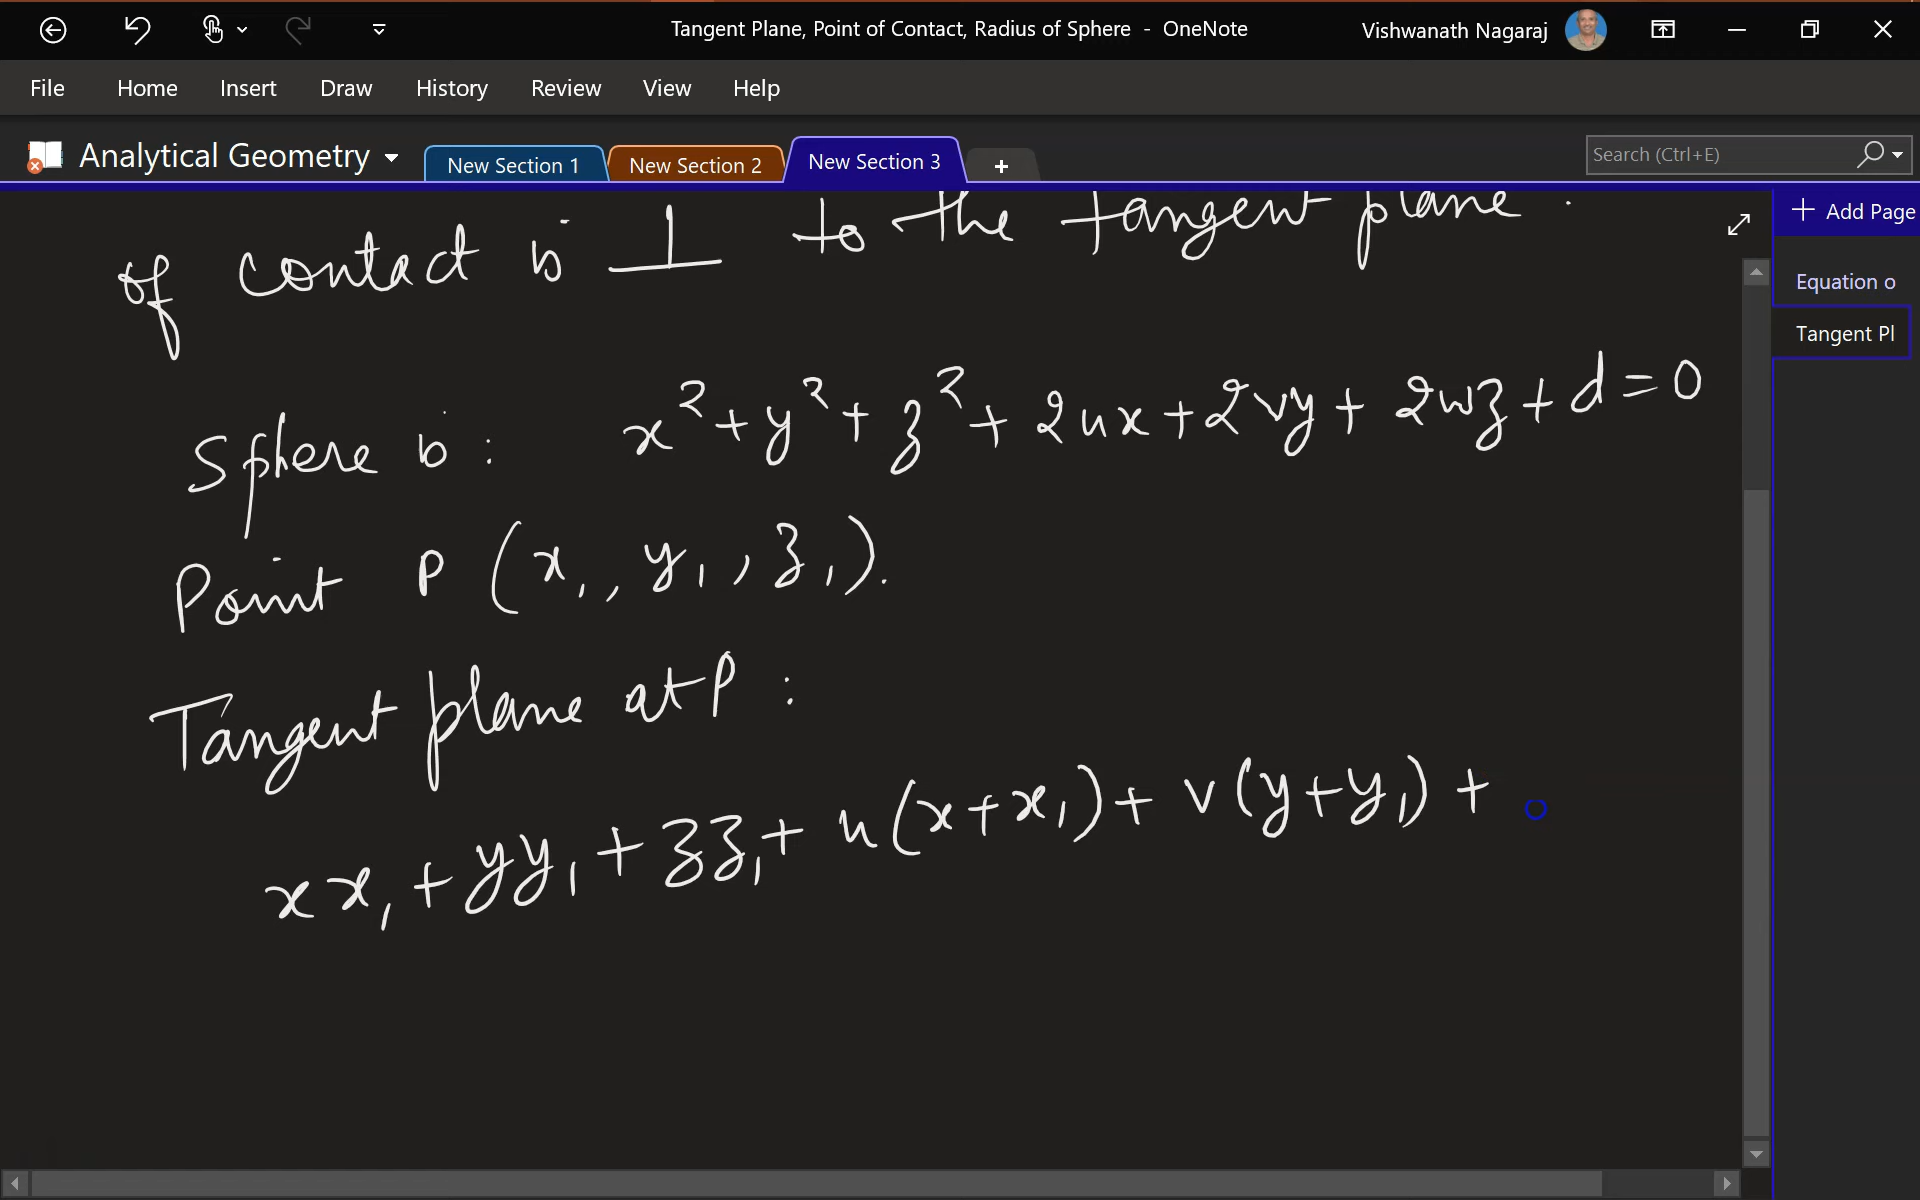 Tangent Plane, Point of Contact, Radius of Sphere - OneNote
Vishwanath Nagaraj
File Home Insert Draw History Review View Help
Analytical Geometry
New Section 1 New Section 2 New Section 3 +
Search (Ctrl+E)
+ Add Page
Equation o
Tangent Pl
to the tangent plane.
of contact is ⊥
Sphere is : x² + y² + z² + 2ux + 2vy + 2wz + d = 0
Point P (x₁, y₁, z₁).
Tangent plane at P :
xx₁ + yy₁ + zz₁ + u(x + x₁) + v(y + y₁) +